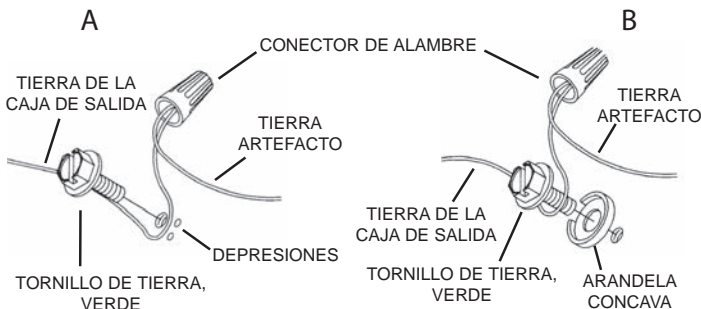 A
B
CONECTOR DE ALAMBRE
TIERRA DE LA
CAJA DE SALIDA
TIERRA
ARTEFACTO
DEPRESIONES
TORNILLO DE TIERRA,
VERDE
TIERRA
ARTEFACTO
TIERRA DE LA
CAJA DE SALIDA
TORNILLO DE TIERRA,
VERDE
ARANDELA
CONCAVA